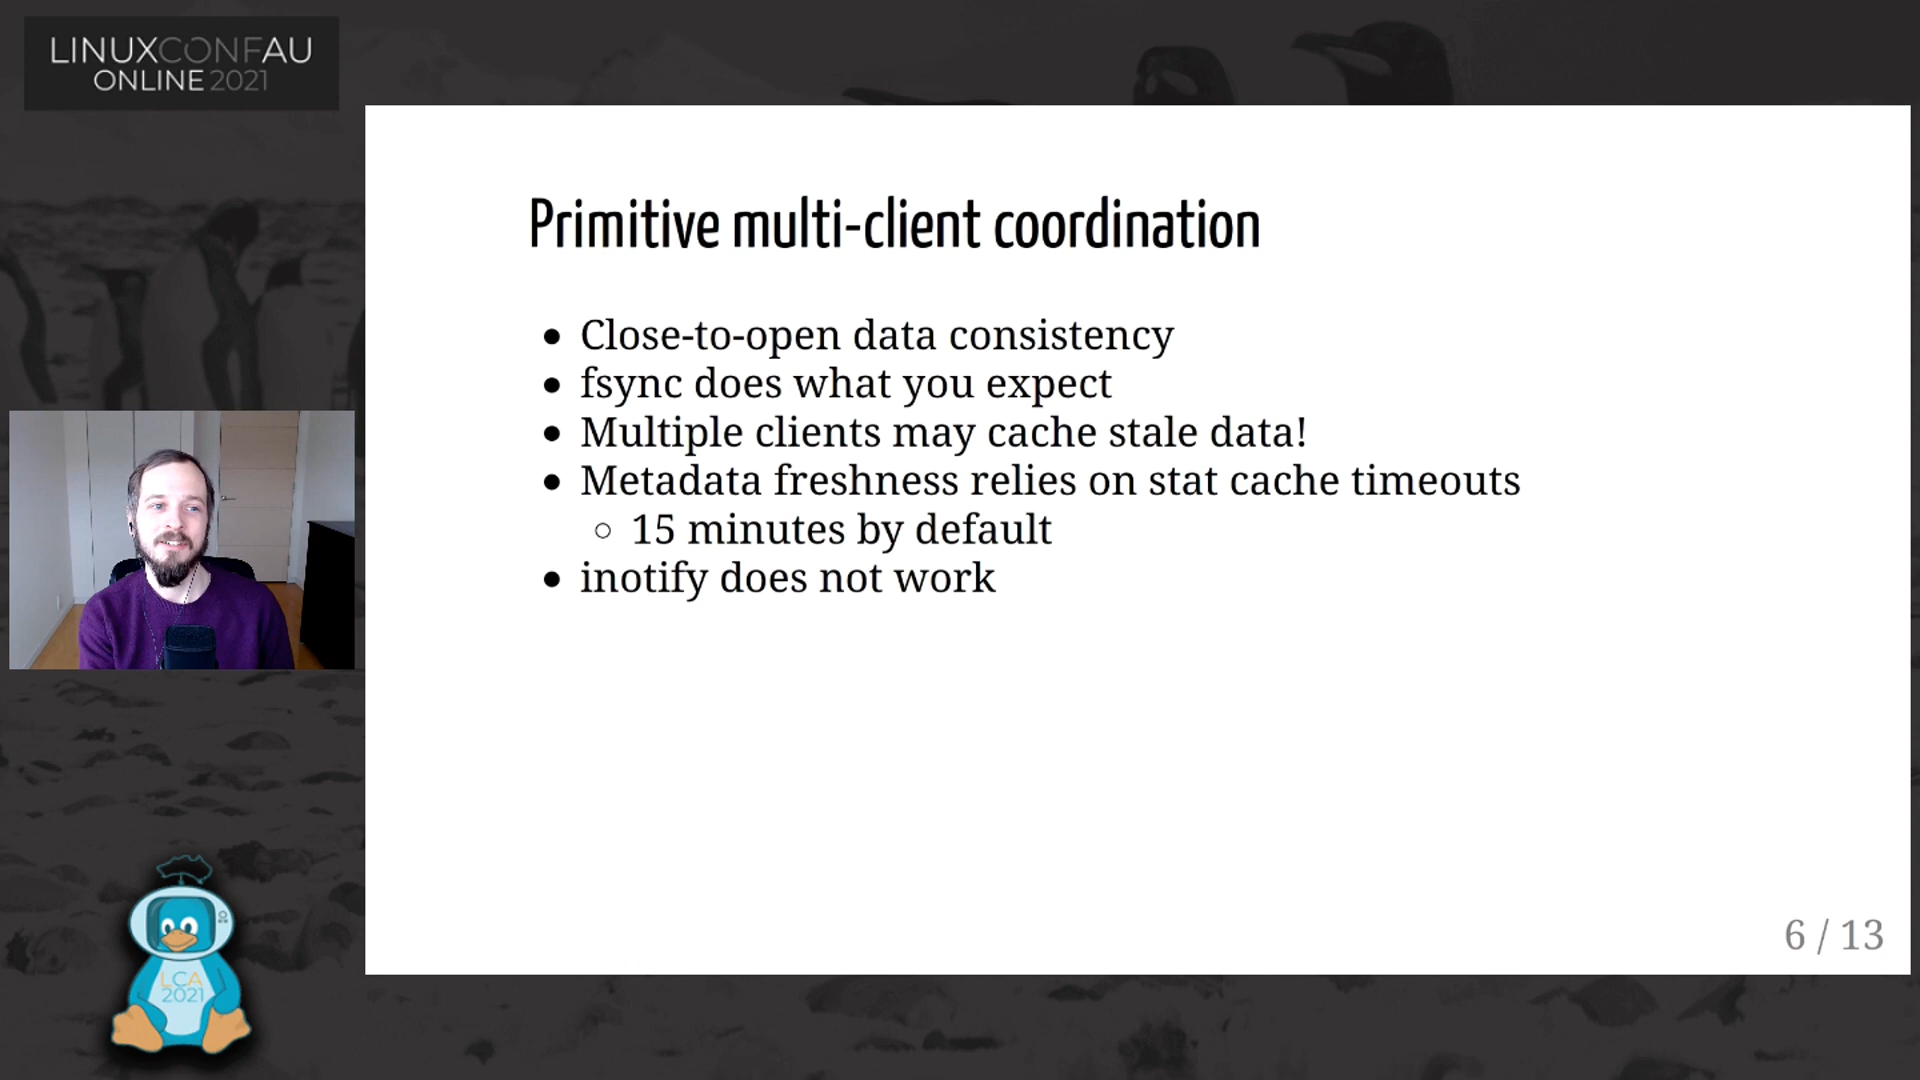 LINUXCONFAU
ONLINE 2021
Primitive multi-client coordination
• Close-to-open data consistency
• fsync does what you expect
• Multiple clients may cache stale data!
• Metadata freshness relies on stat cache timeouts
◦ 15 minutes by default
• inotify does not work
LCA
2021
6 / 13